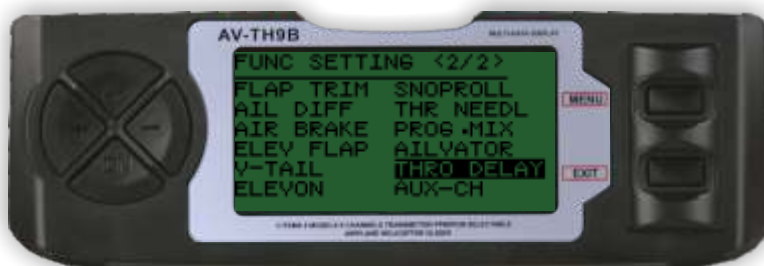 AV-TH9B
FUNC SETTING <2/2>
FLAP TRIM SNOPROLL
AIL DIFF THR NEEDL
AIR BRAKE PROG.MIX
ELEV FLAP AILVATOR
V-TAIL THRO DELAY
ELEVON AUX-CH
MENU
EXIT